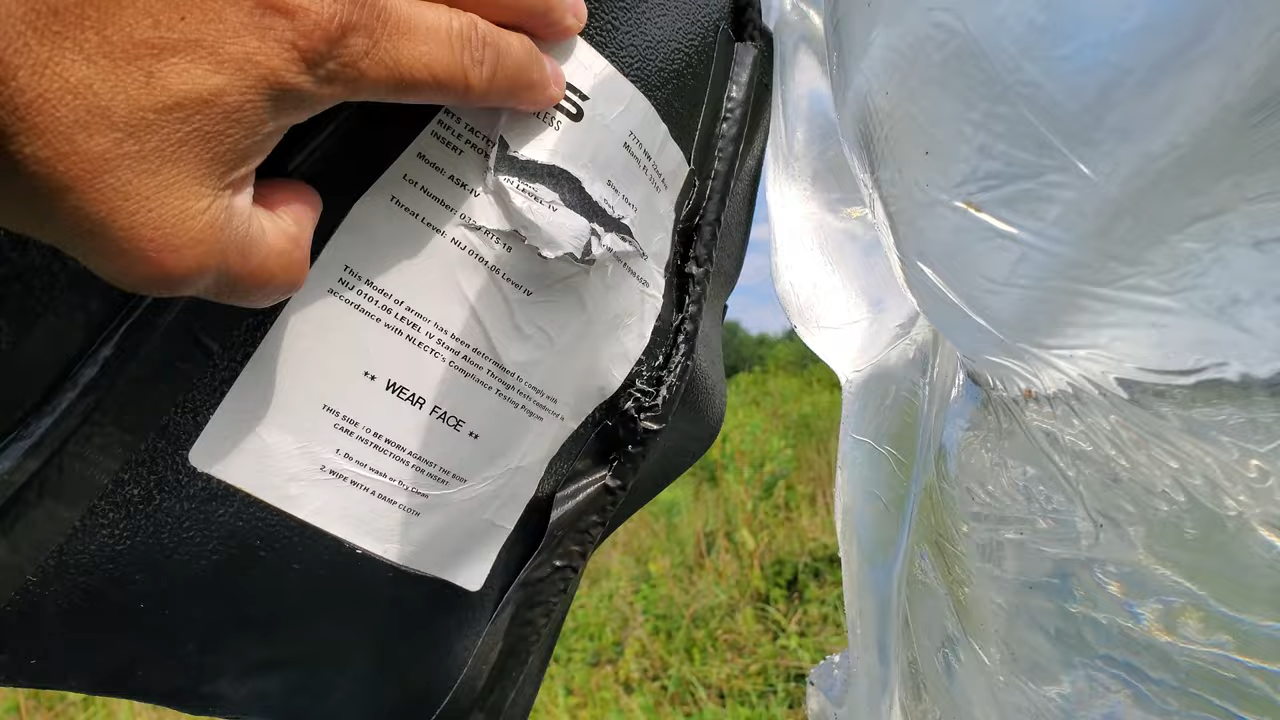 S
LESS
7770 NW 22nd Ave
Miami, FL 33147
RTS TACTI
RIFLE PRO
INSERT
Size: 10x12
Model: ASK-IV
IN LEVEL IV
Lot Number: RTS-18
Threat Level: NIJ 0101.06 Level IV
This Model of armor has been determined to comply with
NIJ 0101.06 LEVEL IV Stand Alone Through tests conducted in
accordance with NLECTC's Compliance Testing Program
** WEAR FACE **
THIS SIDE TO BE WORN AGAINST THE BODY
CARE INSTRUCTIONS FOR INSERT
1. Do not wash or Dry Clean
2. WIPE WITH A DAMP CLOTH